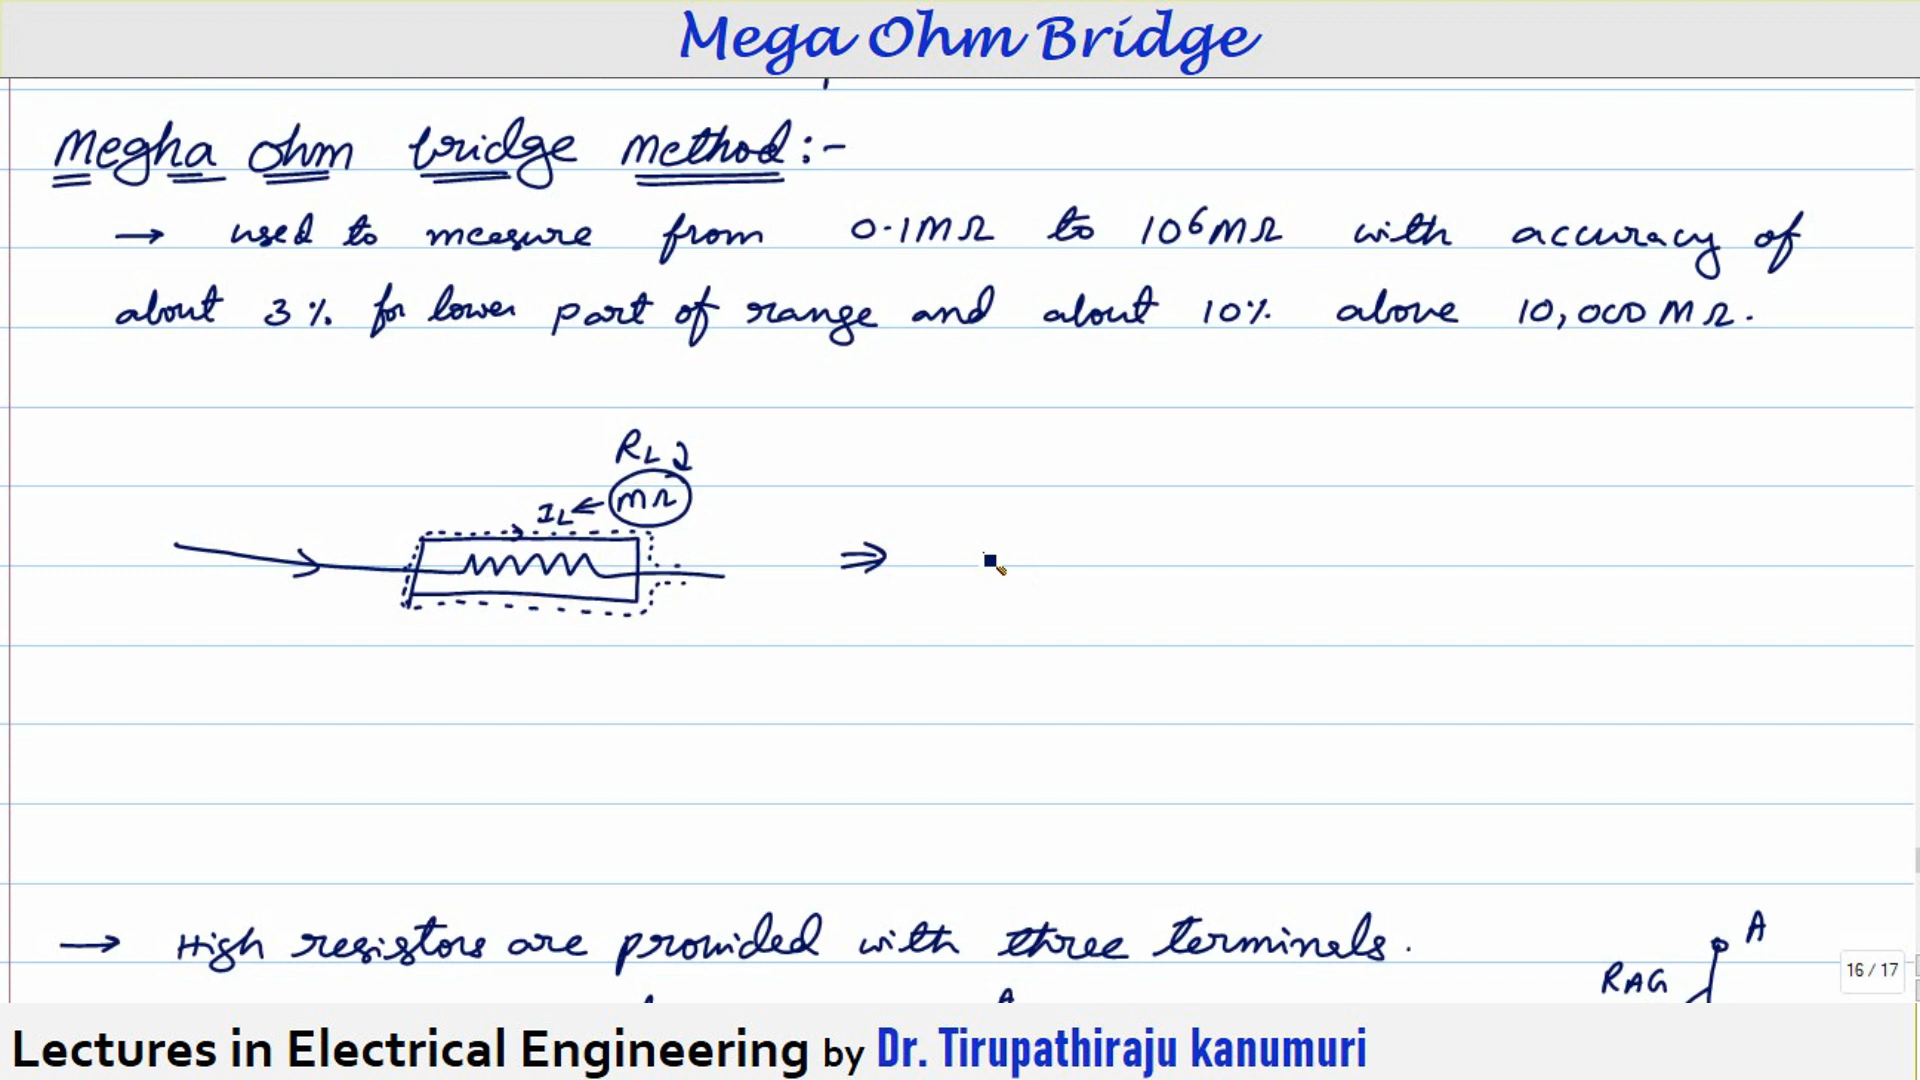 Mega Ohm Bridge
Megha ohm bridge method:-
→ used to measure from 0.1MΩ to 10⁶MΩ with accuracy of
about 3% for lower part of range and about 10% above 10,000MΩ.
RL
IL ← MΩ
⇒
→ High resistors are provided with three terminals.
A
RAG
16 / 17
Lectures in Electrical Engineering by Dr. Tirupathiraju kanumuri